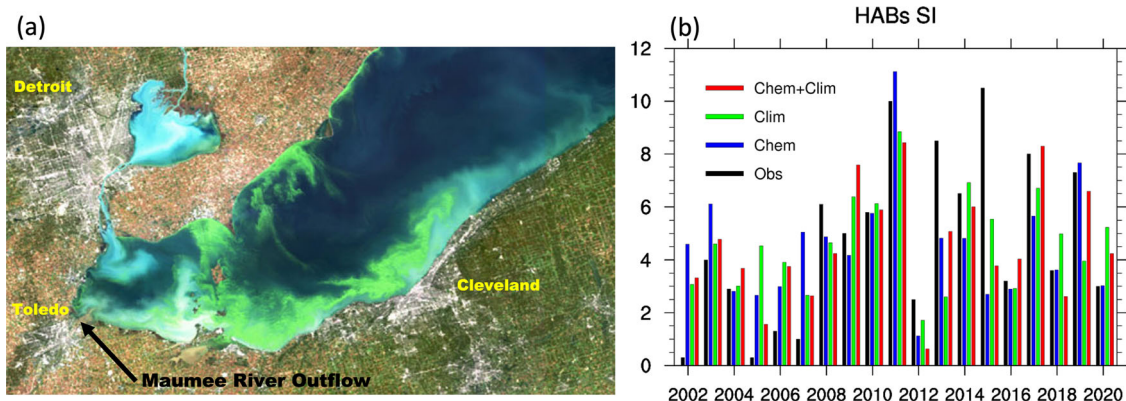 (a)
Detroit
Toledo
Cleveland
Maumee River Outflow
(b)
HABs SI
12
10
8
6
4
2
0
Chem+Clim
Clim
Chem
Obs
2002 2004 2006 2008 2010 2012 2014 2016 2018 2020